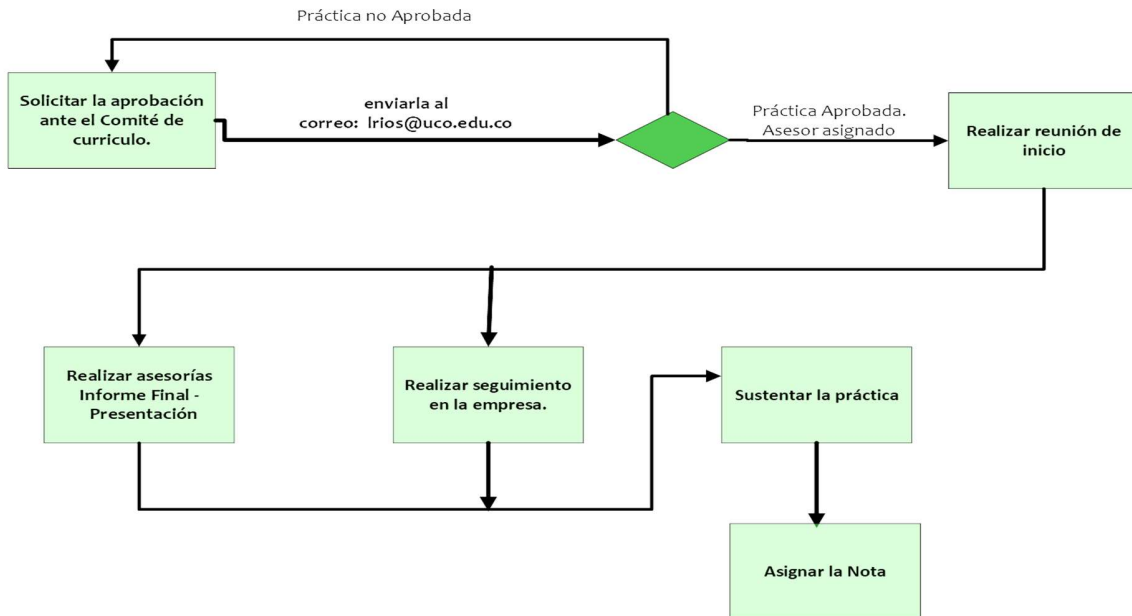 Práctica no Aprobada
Solicitar la aprobación
ante el Comité de
curriculo.
enviarla al
correo: lrios@uco.edu.co
Práctica Aprobada.
Asesor asignado
Realizar reunión de
inicio
Realizar asesorías
Informe Final -
Presentación
Realizar seguimiento
en la empresa.
Sustentar la práctica
Asignar la Nota